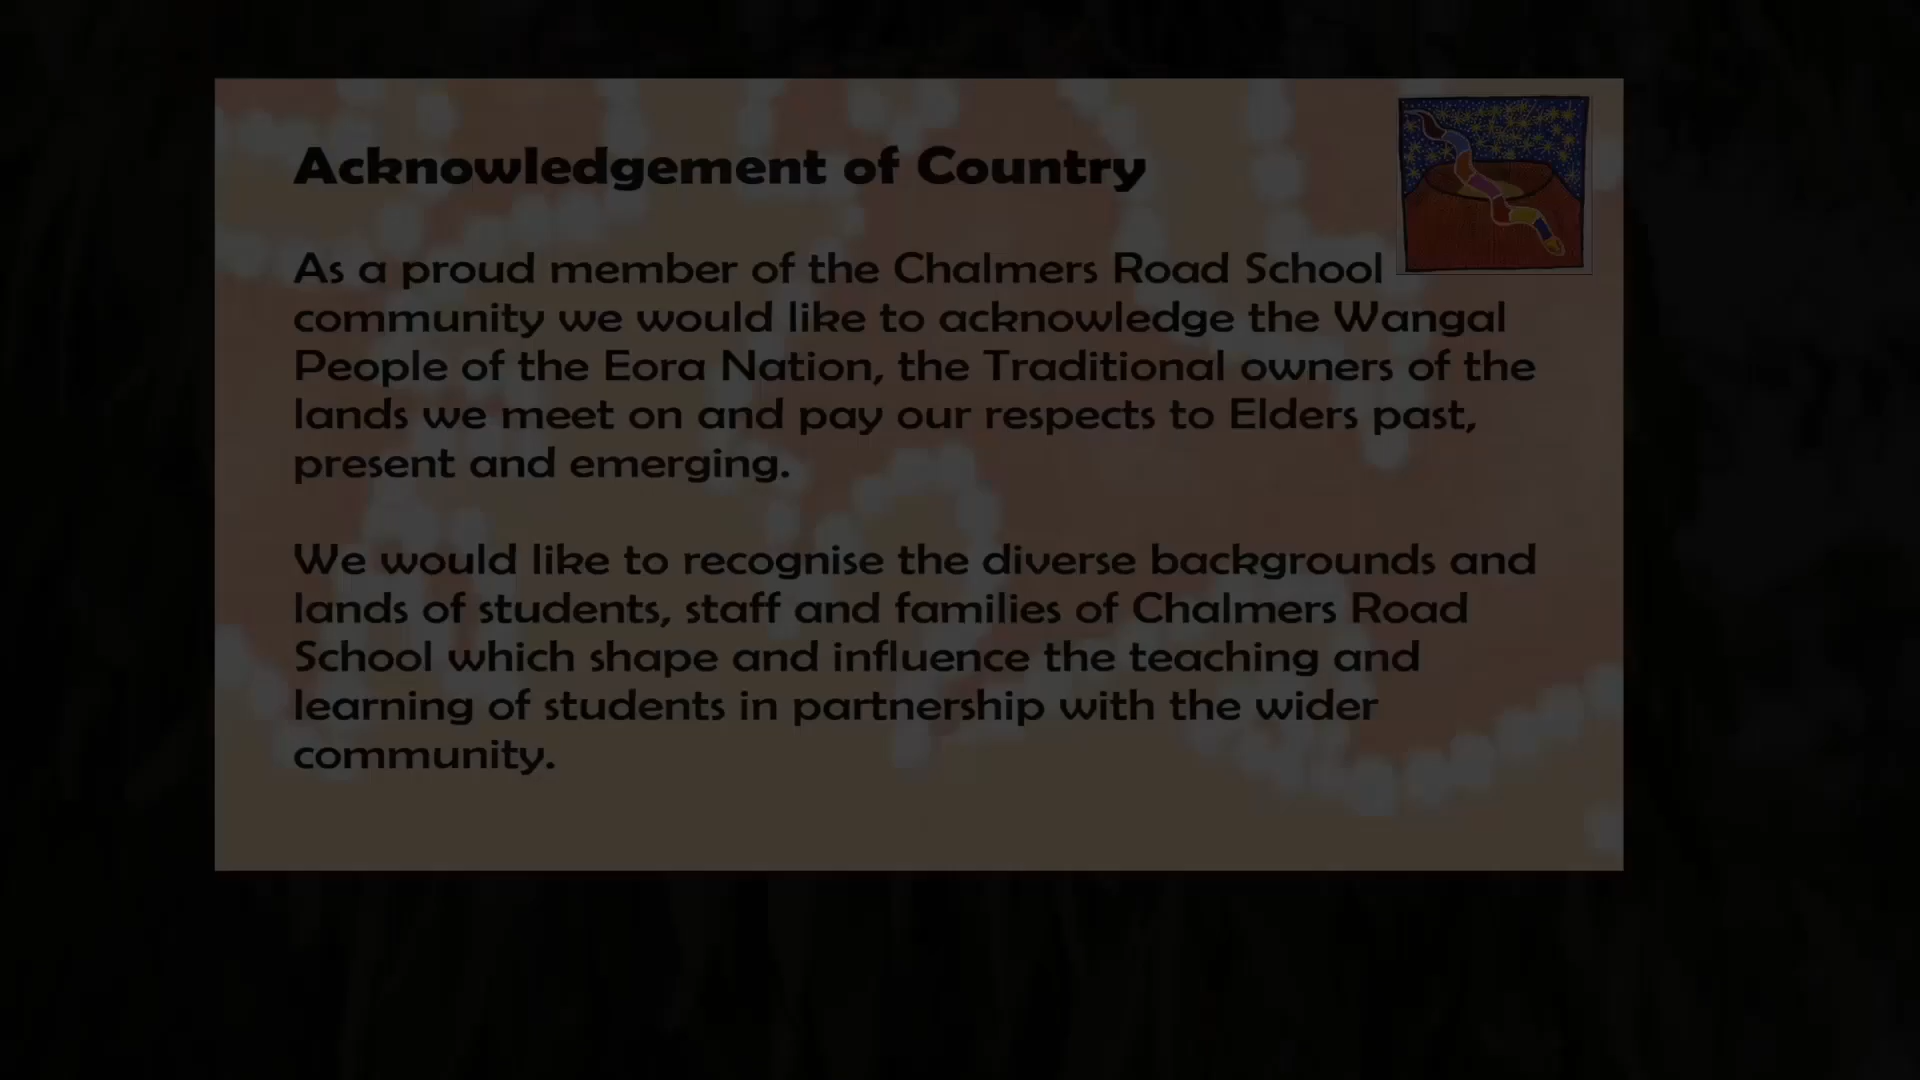 Acknowledgement of Country
As a proud member of the Chalmers Road School
community we would like to acknowledge the Wangal
People of the Eora Nation, the Traditional owners of the
lands we meet on and pay our respects to Elders past,
present and emerging.
We would like to recognise the diverse backgrounds and
lands of students, staff and families of Chalmers Road
School which shape and influence the teaching and
learning of students in partnership with the wider
community.